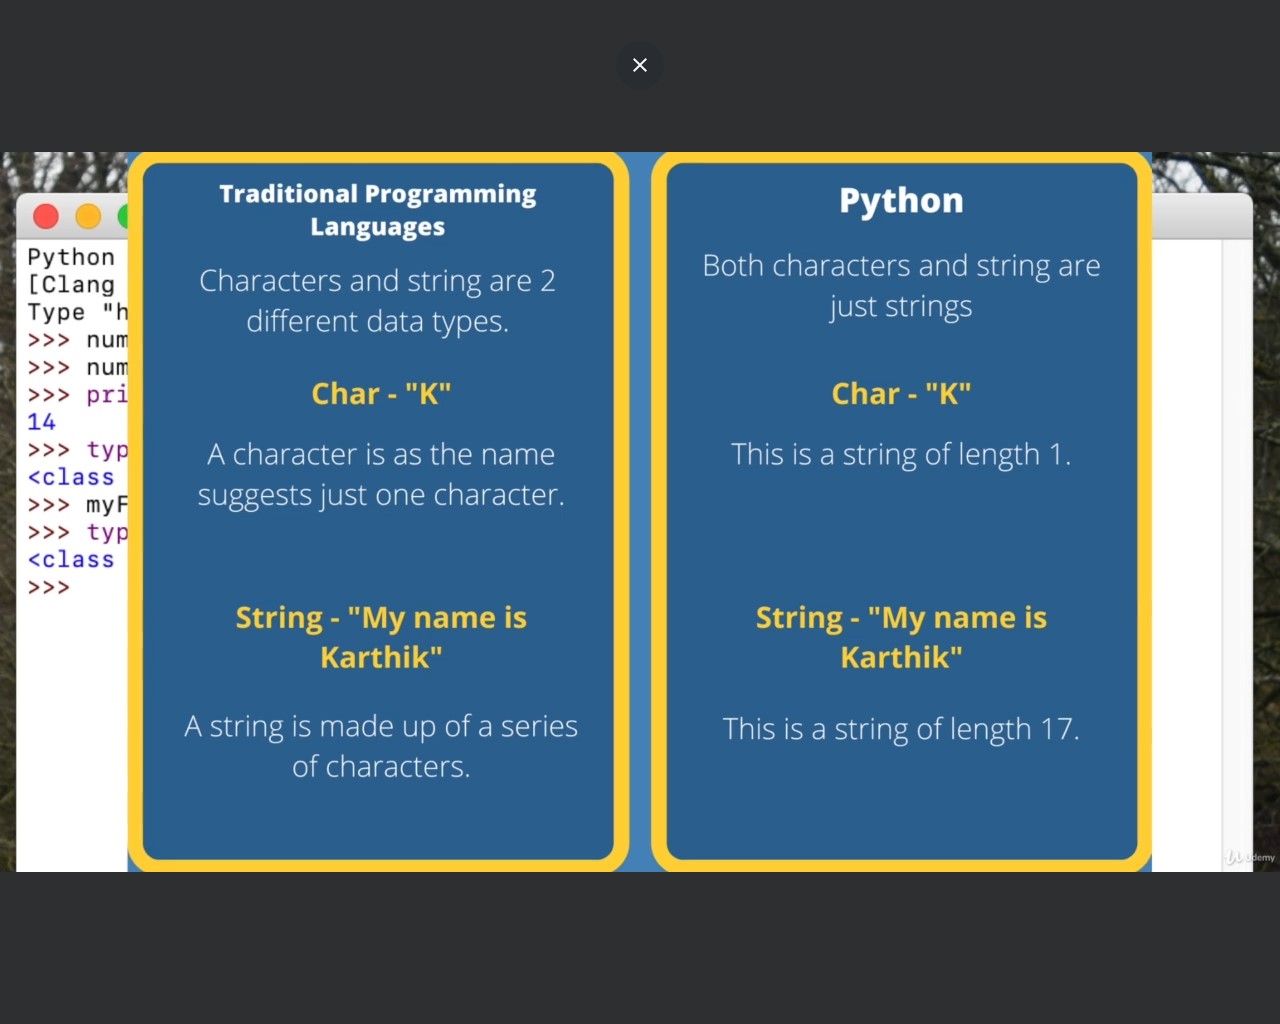 Python
[Clang
Type "h
>>> num
>>> num
>>> pri
14
>>> typ
<class
>>> myF
>>> typ
<class
>>>
Traditional Programming
Languages
Characters and string are 2
different data types.
Char - "K"
A character is as the name
suggests just one character.
String - "My name is
Karthik"
A string is made up of a series
of characters.
Python
Both characters and string are
just strings
Char - "K"
This is a string of length 1.
String - "My name is
Karthik"
This is a string of length 17.
Udemy